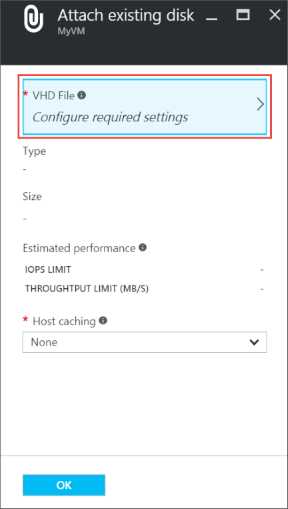 Attach existing disk
MyVM
* VHD File
Configure required settings
Type
-
Size
-
Estimated performance
IOPS LIMIT -
THROUGHTPUT LIMIT (MB/S) -
* Host caching
None
OK